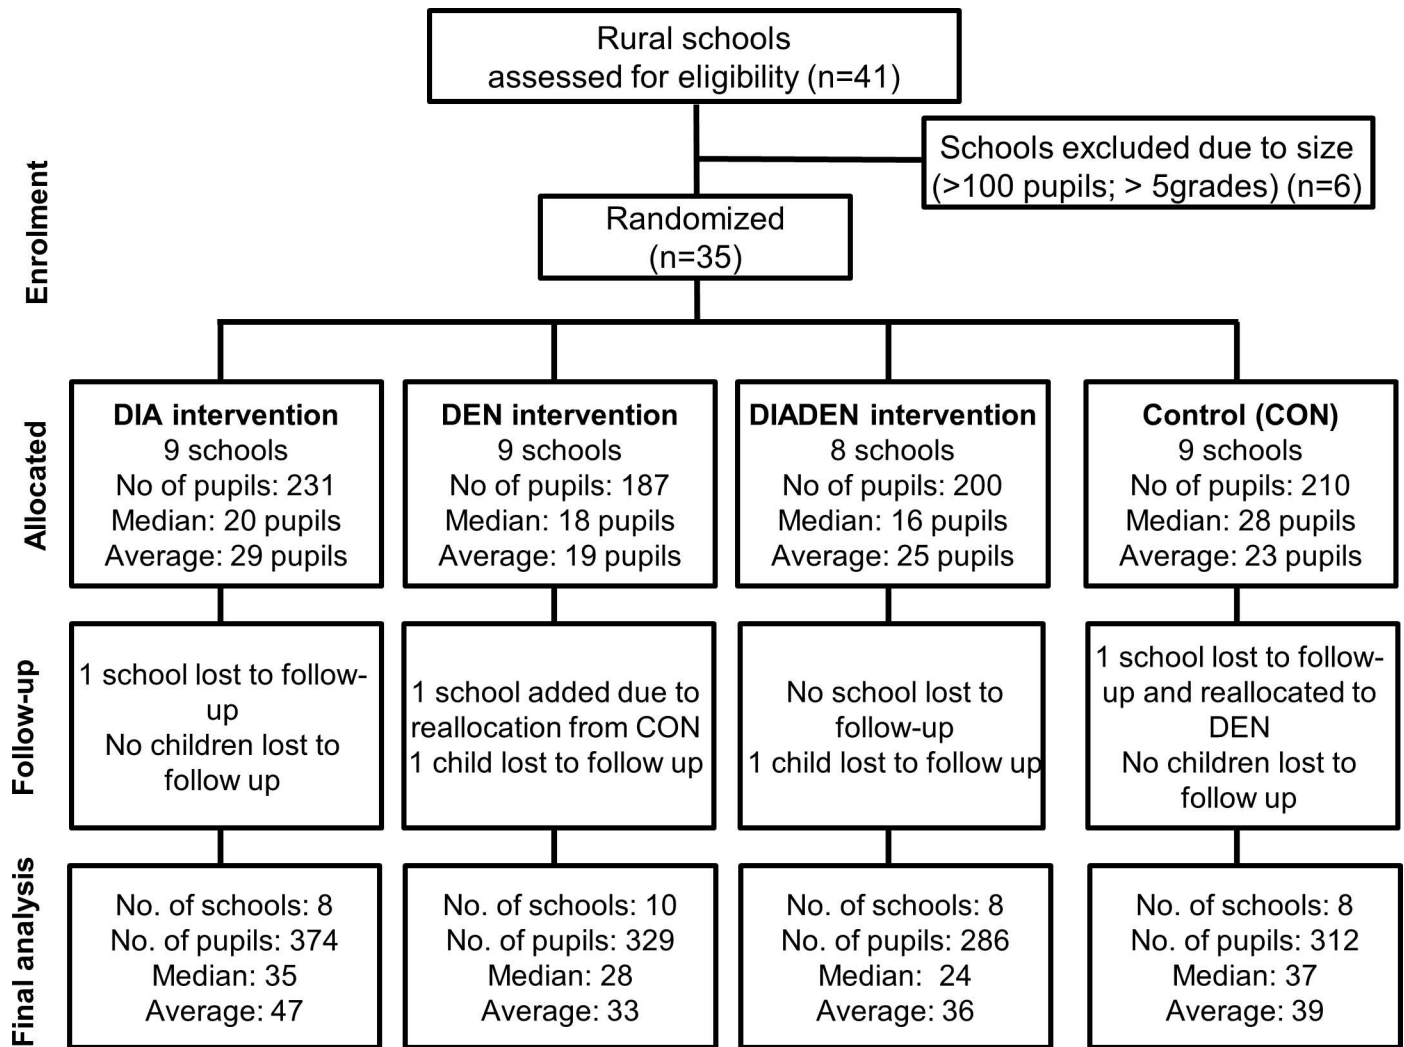 Rural schools
assessed for eligibility (n=41)
Schools excluded due to size
(>100 pupils; > 5grades) (n=6)
Enrolment
Randomized
(n=35)
Allocated
DIA intervention
9 schools
No of pupils: 231
Median: 20 pupils
Average: 29 pupils
DEN intervention
9 schools
No of pupils: 187
Median: 18 pupils
Average: 19 pupils
DIADEN intervention
8 schools
No of pupils: 200
Median: 16 pupils
Average: 25 pupils
Control (CON)
9 schools
No of pupils: 210
Median: 28 pupils
Average: 23 pupils
Follow-up
1 school lost to follow-
up
No children lost to
follow up
1 school added due to
reallocation from CON
1 child lost to follow up
No school lost to
follow-up
1 child lost to follow up
1 school lost to follow-
up and reallocated to
DEN
No children lost to
follow up
Final analysis
No. of schools: 8
No. of pupils: 374
Median: 35
Average: 47
No. of schools: 10
No. of pupils: 329
Median: 28
Average: 33
No. of schools: 8
No. of pupils: 286
Median:  24
Average: 36
No. of schools: 8
No. of pupils: 312
Median: 37
Average: 39